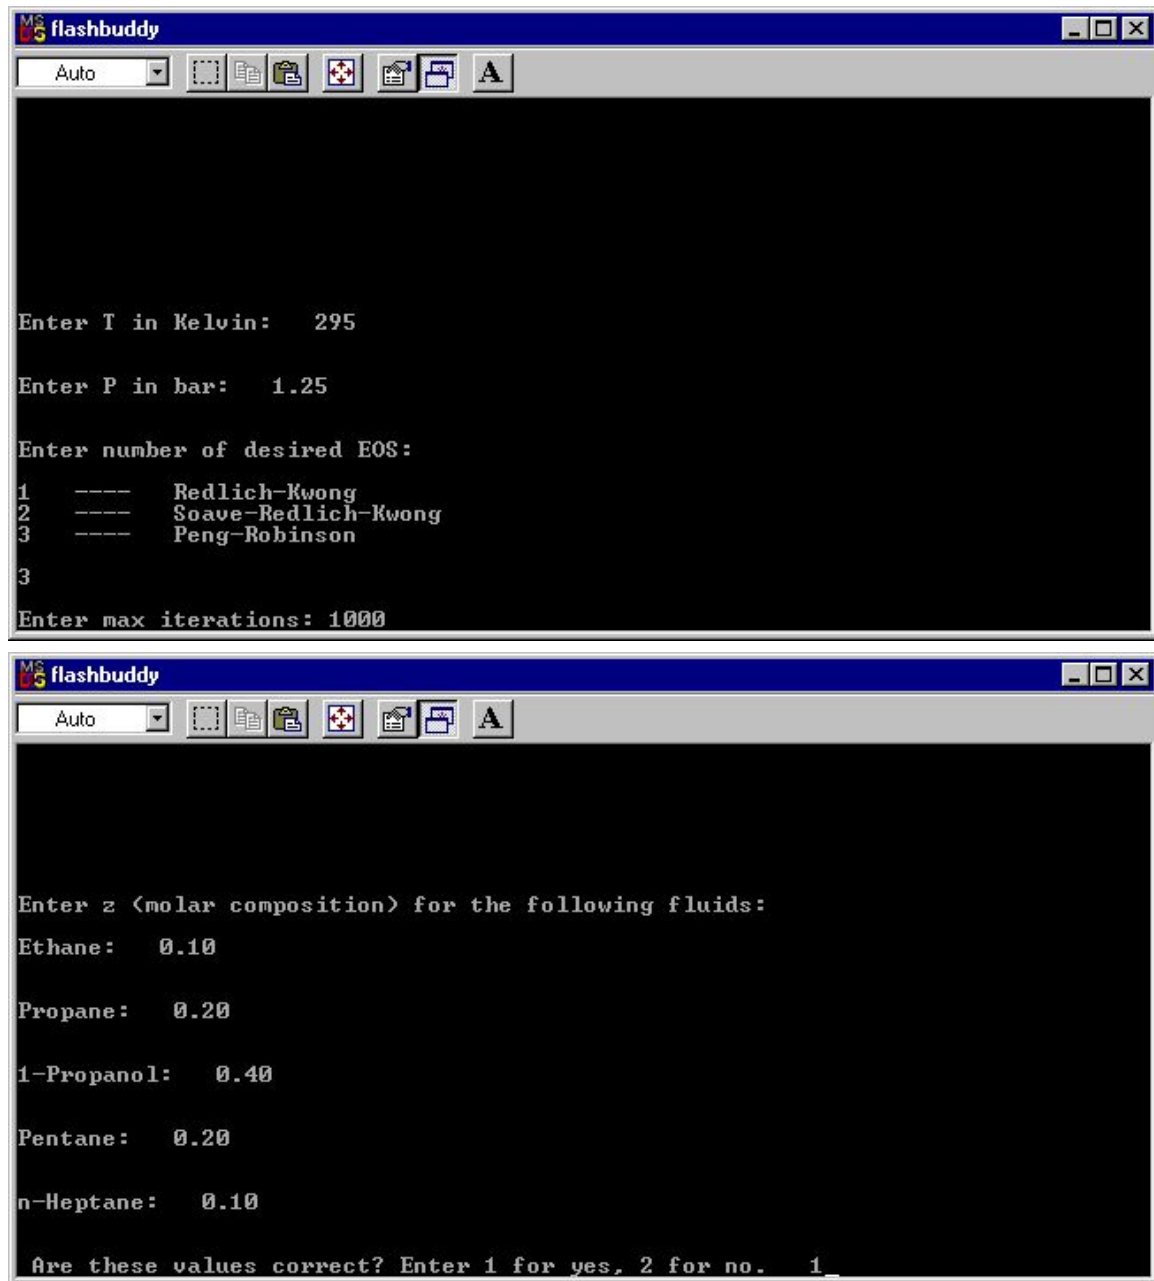 flashbuddy
Auto
A
Enter T in Kelvin: 295
Enter P in bar: 1.25
Enter number of desired EOS:
1 ---- Redlich-Kwong
2 ---- Soave-Redlich-Kwong
3 ---- Peng-Robinson
3
Enter max iterations: 1000
flashbuddy
Auto
A
Enter z (molar composition) for the following fluids:
Ethane: 0.10
Propane: 0.20
1-Propanol: 0.40
Pentane: 0.20
n-Heptane: 0.10
Are these values correct? Enter 1 for yes, 2 for no. 1_